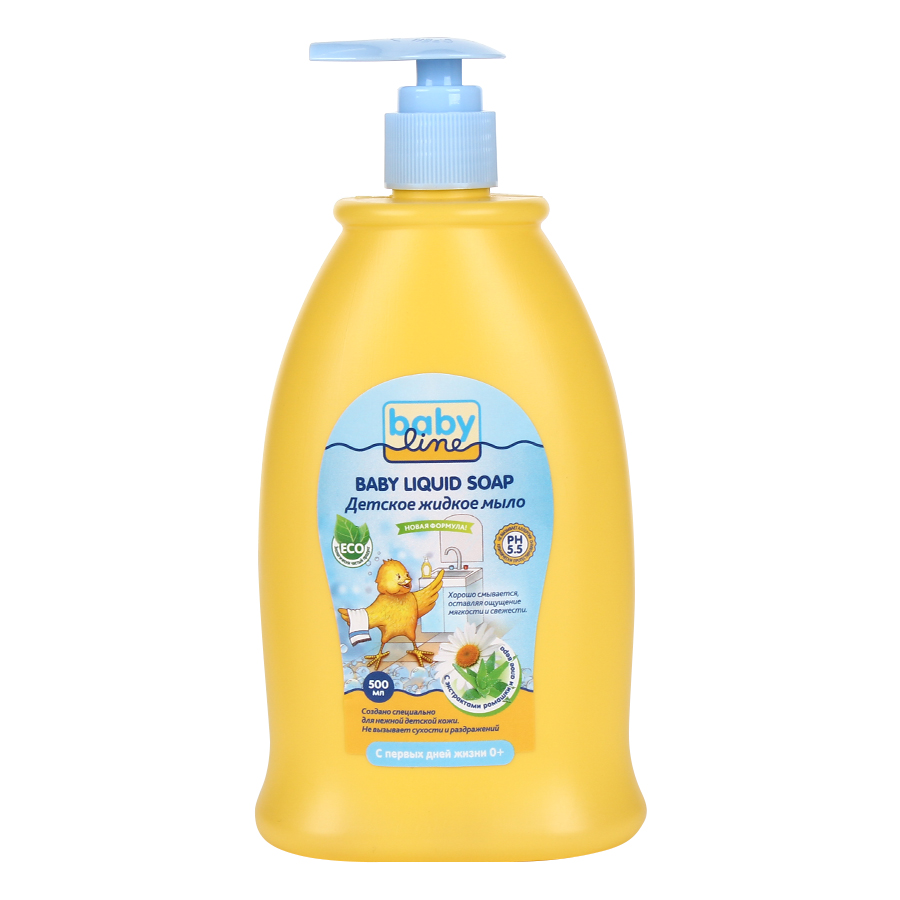 baby
line
BABY LIQUID SOAP
Детское жидкое мыло
НОВАЯ ФОРМУЛА!
ECO
PH
5.5
Хорошо смывается,
оставляя ощущение
мягкости и свежести.
С экстрактами ромашки и алоэ вера
500
мл
Создано специально
для нежной детской кожи.
Не вызывает сухости и раздражений
С первых дней жизни 0+